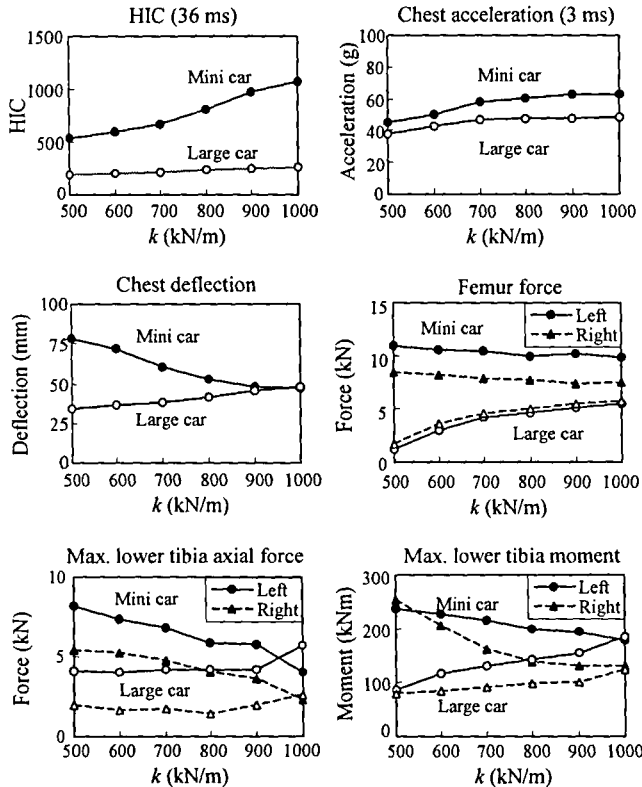 HIC (36 ms)
1500
1000
500
0
HIC
Mini car
Large car
500 600 700 800 900 1000
k (kN/m)
Chest acceleration (3 ms)
100
80
60
40
20
0
Acceleration (g)
Mini car
Large car
500 600 700 800 900 1000
k (kN/m)
Chest deflection
100
75
50
25
0
Deflection (mm)
Mini car
Large car
500 600 700 800 900 1000
k (kN/m)
Femur force
15
10
5
0
Force (kN)
Mini car
Left
Right
Large car
500 600 700 800 900 1000
k (kN/m)
Max. lower tibia axial force
10
5
0
Force (kN)
Mini car
Left
Right
Large car
500 600 700 800 900 1000
k (kN/m)
Max. lower tibia moment
300
200
100
0
Moment (kNm)
Mini car
Left
Right
Large car
500 600 700 800 900 1000
k (kN/m)